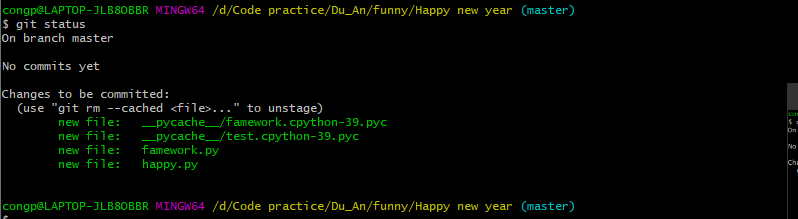 congp@LAPTOP-JLB8OBBR MINGW64 /d/Code practice/Du_An/funny/Happy new year (master)
$ git status
On branch master
No commits yet
Changes to be committed:
(use "git rm --cached <file>..." to unstage)
new file: __pycache__/famework.cpython-39.pyc
new file: __pycache__/test.cpython-39.pyc
new file: famework.py
new file: happy.py
congp@LAPTOP-JLB8OBBR MINGW64 /d/Code practice/Du_An/funny/Happy new year (master)